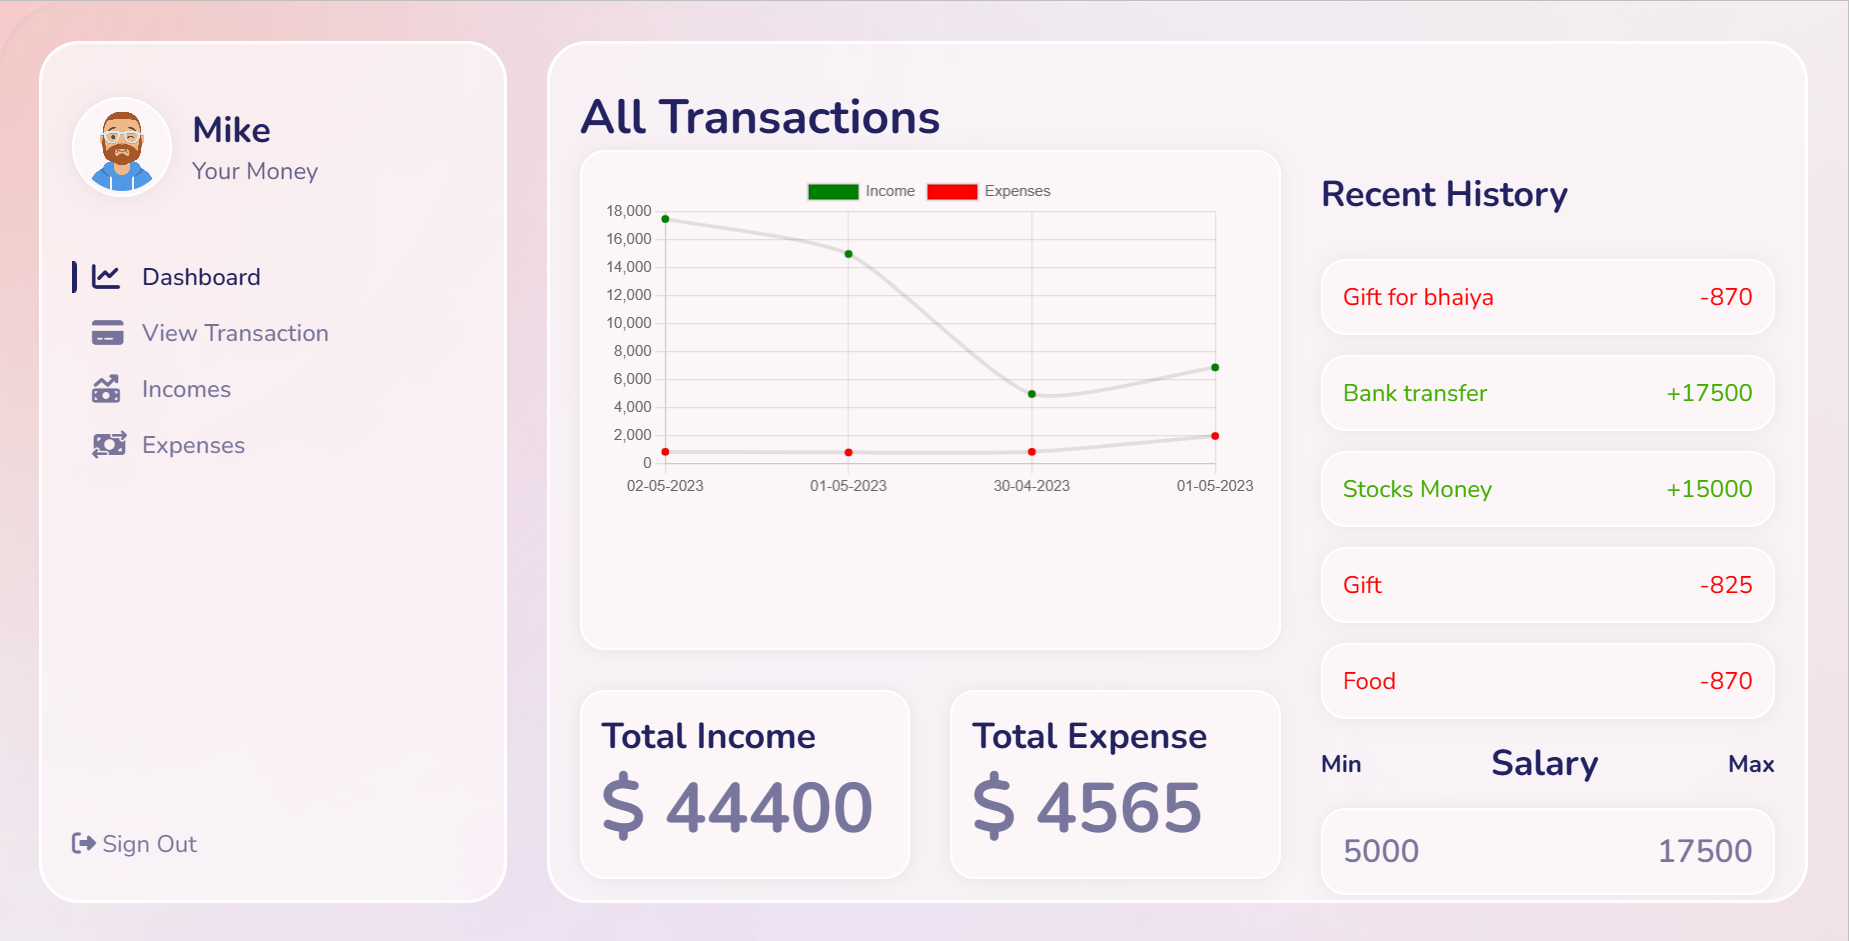 Mike
Your Money
Dashboard
View Transaction
Incomes
Expenses
Sign Out
All Transactions
Income Expenses
18,000
16,000
14,000
12,000
10,000
8,000
6,000
4,000
2,000
0
02-05-2023 01-05-2023 30-04-2023 01-05-2023
Total Income
$ 44400
Total Expense
$ 4565
Recent History
Gift for bhaiya -870
Bank transfer +17500
Stocks Money +15000
Gift -825
Food -870
Min Salary Max
5000 17500